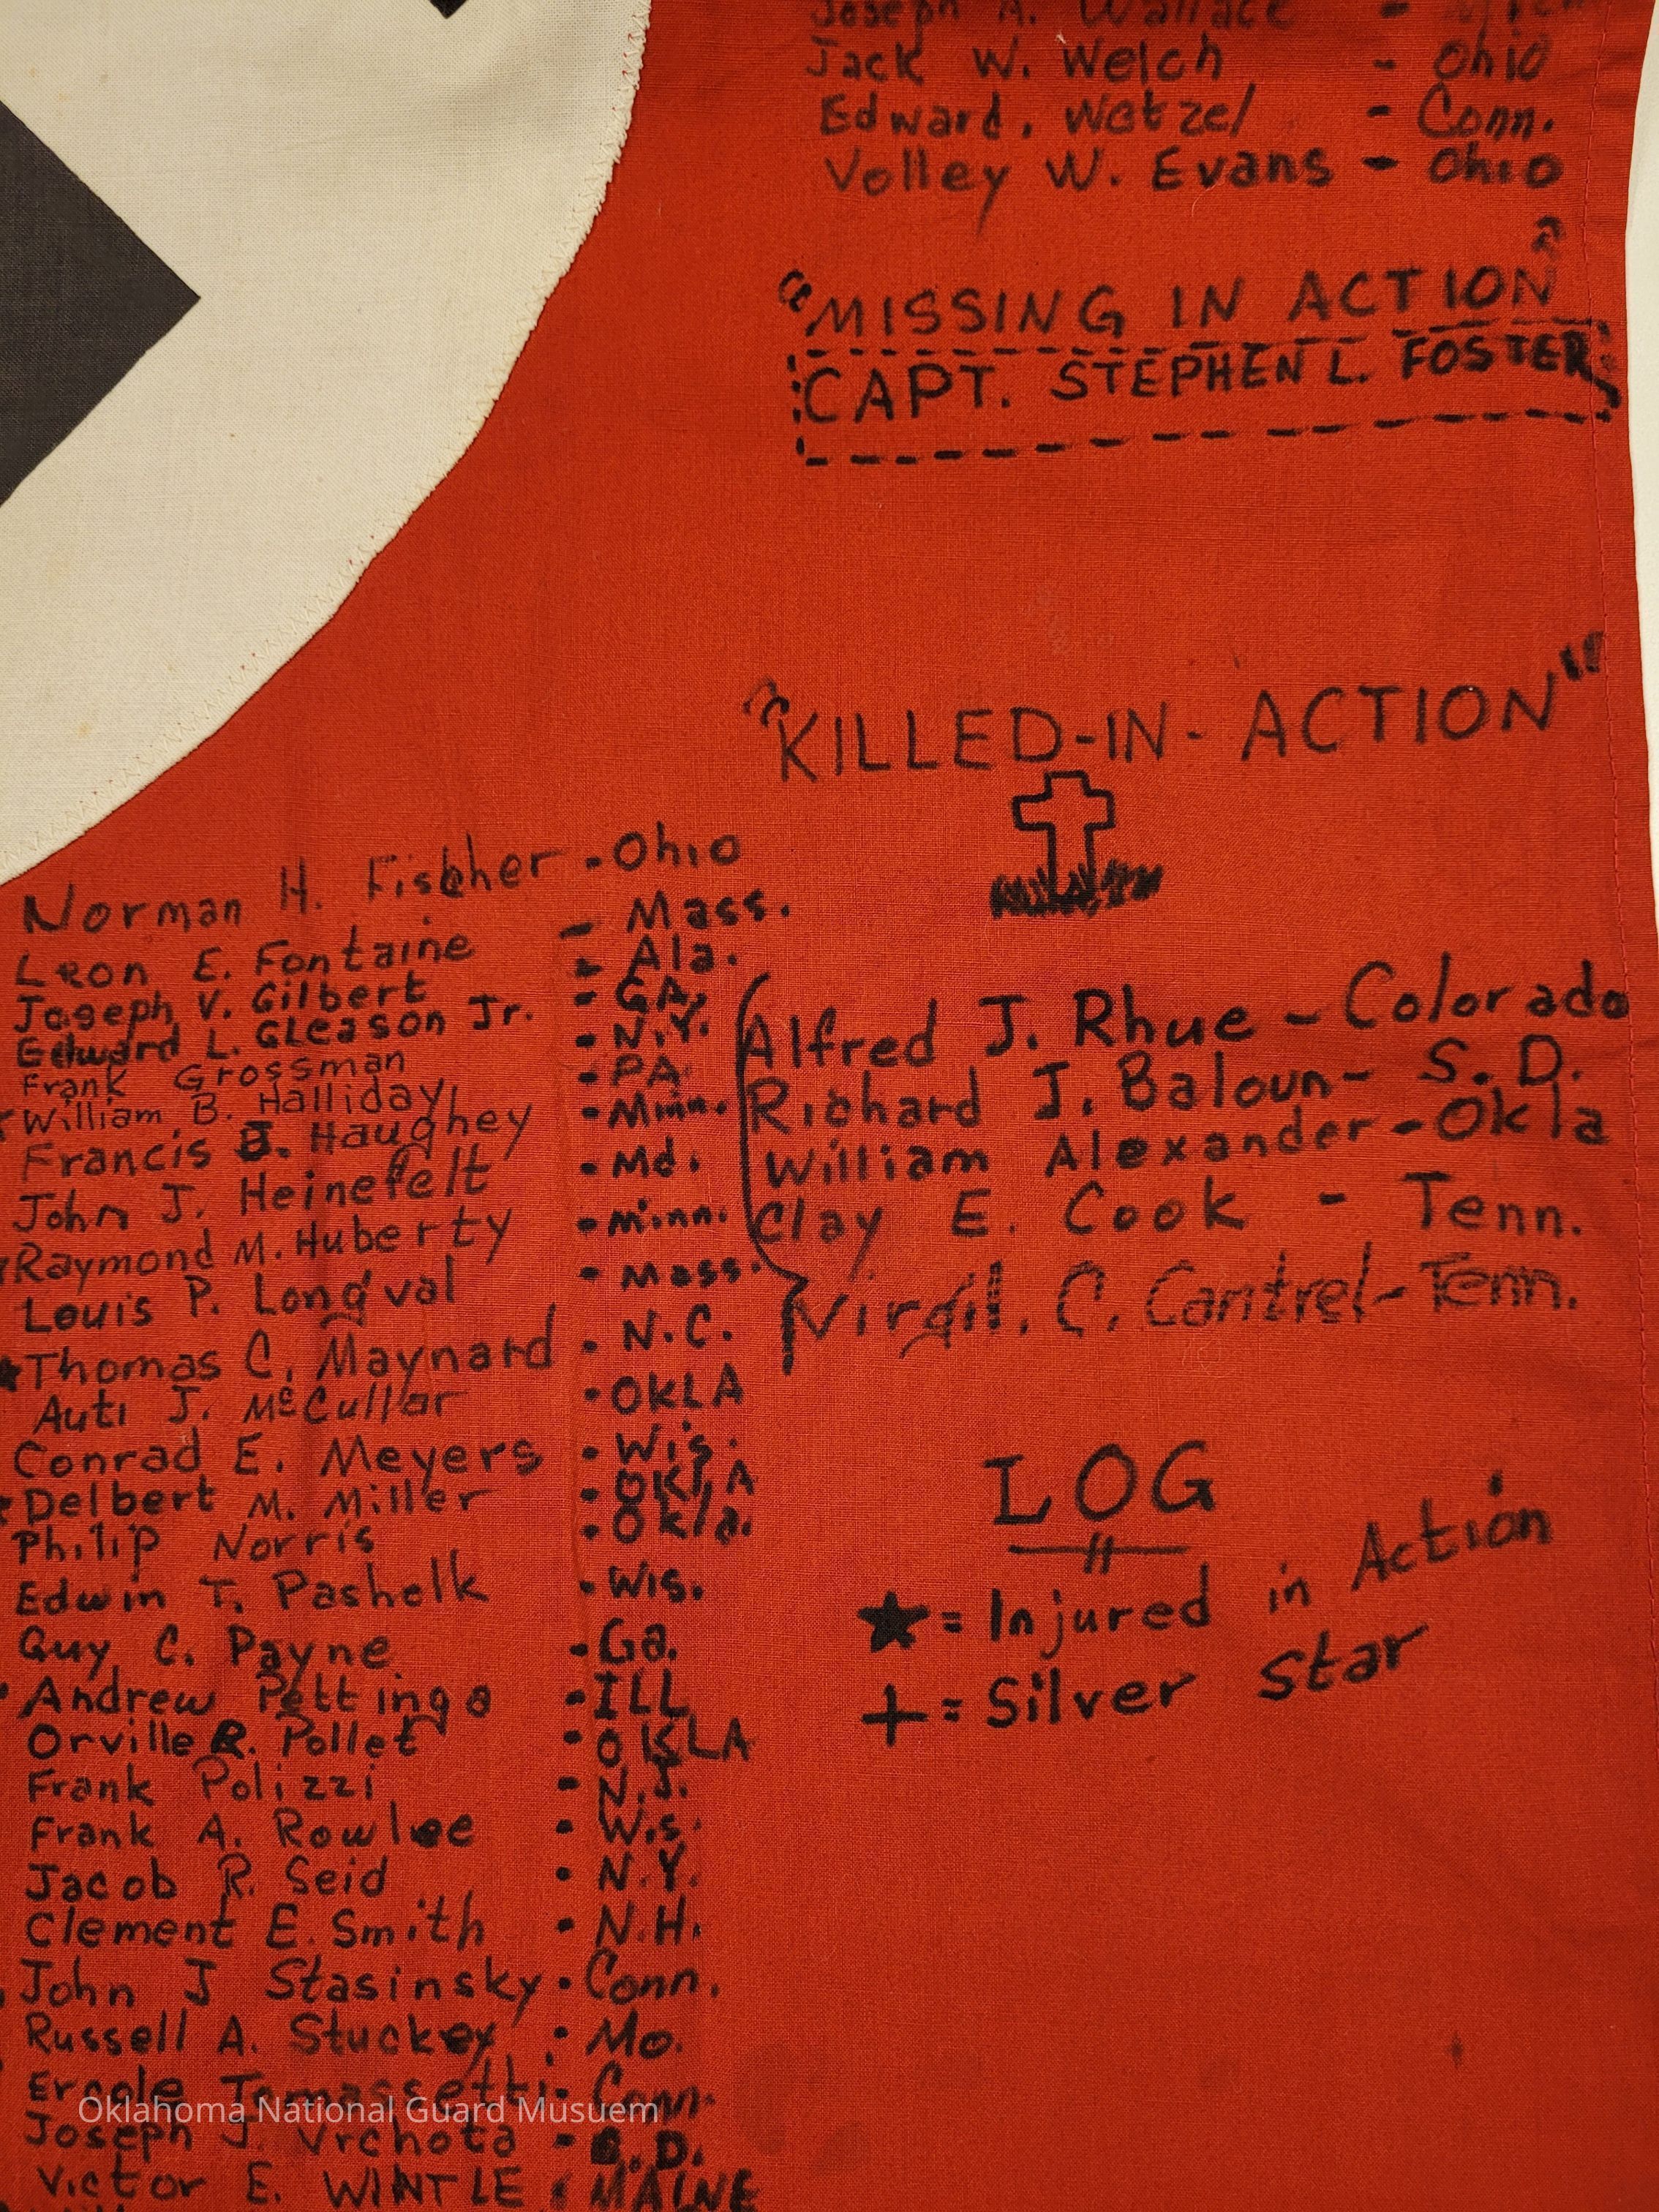 Joseph A. Wallace -
Jack W. Welch - Ohio
Edward. Wetzel - Conn.
Volley W. Evans - Ohio
"MISSING IN ACTION"
CAPT. STEPHEN L. FOSTER
"KILLED-IN-ACTION"
Alfred J. Rhue - Colorado
Richard J. Baloun - S.D.
William Alexander - Okla
Clay E. Cook - Tenn.
Virgil. C. Cantrel - Tenn.
LOG
★ = Injured in Action
+ = Silver Star
Norman H. Fischer - Ohio
Leon E. Fontaine - Mass.
Joseph V. Gilbert - Ala.
Edward L. Gleason Jr. - GA.
Frank Grossman - N.Y.
William B. Halliday - PA
Francis J. Haughey - Minn.
John J. Heinefelt - Md.
Raymond M. Huberty - Minn.
Louis P. Longval - Mass.
★Thomas C. Maynard - N.C.
Auti J. McCullar - OKLA
Conrad E. Meyers - Wis.
Delbert M. Miller - OKLA
Philip Norris - Okla.
Edwin T. Pashelk - Wis.
Guy C. Payne - Ga.
Andrew Pettinga - ILL
Orville R. Pollet - OKLA
Frank Polizzi - N.J.
Frank A. Rowlee - Wis.
Jacob R. Seid - N.Y.
Clement E. Smith - N.H.
John J Stasinsky - Conn.
Russell A. Stuckey - Mo.
Ercole Tomassetti - Conn.
Joseph J. Vrchota - S.D.
Victor E. WINTLE - MAINE
Oklahoma National Guard Musuem